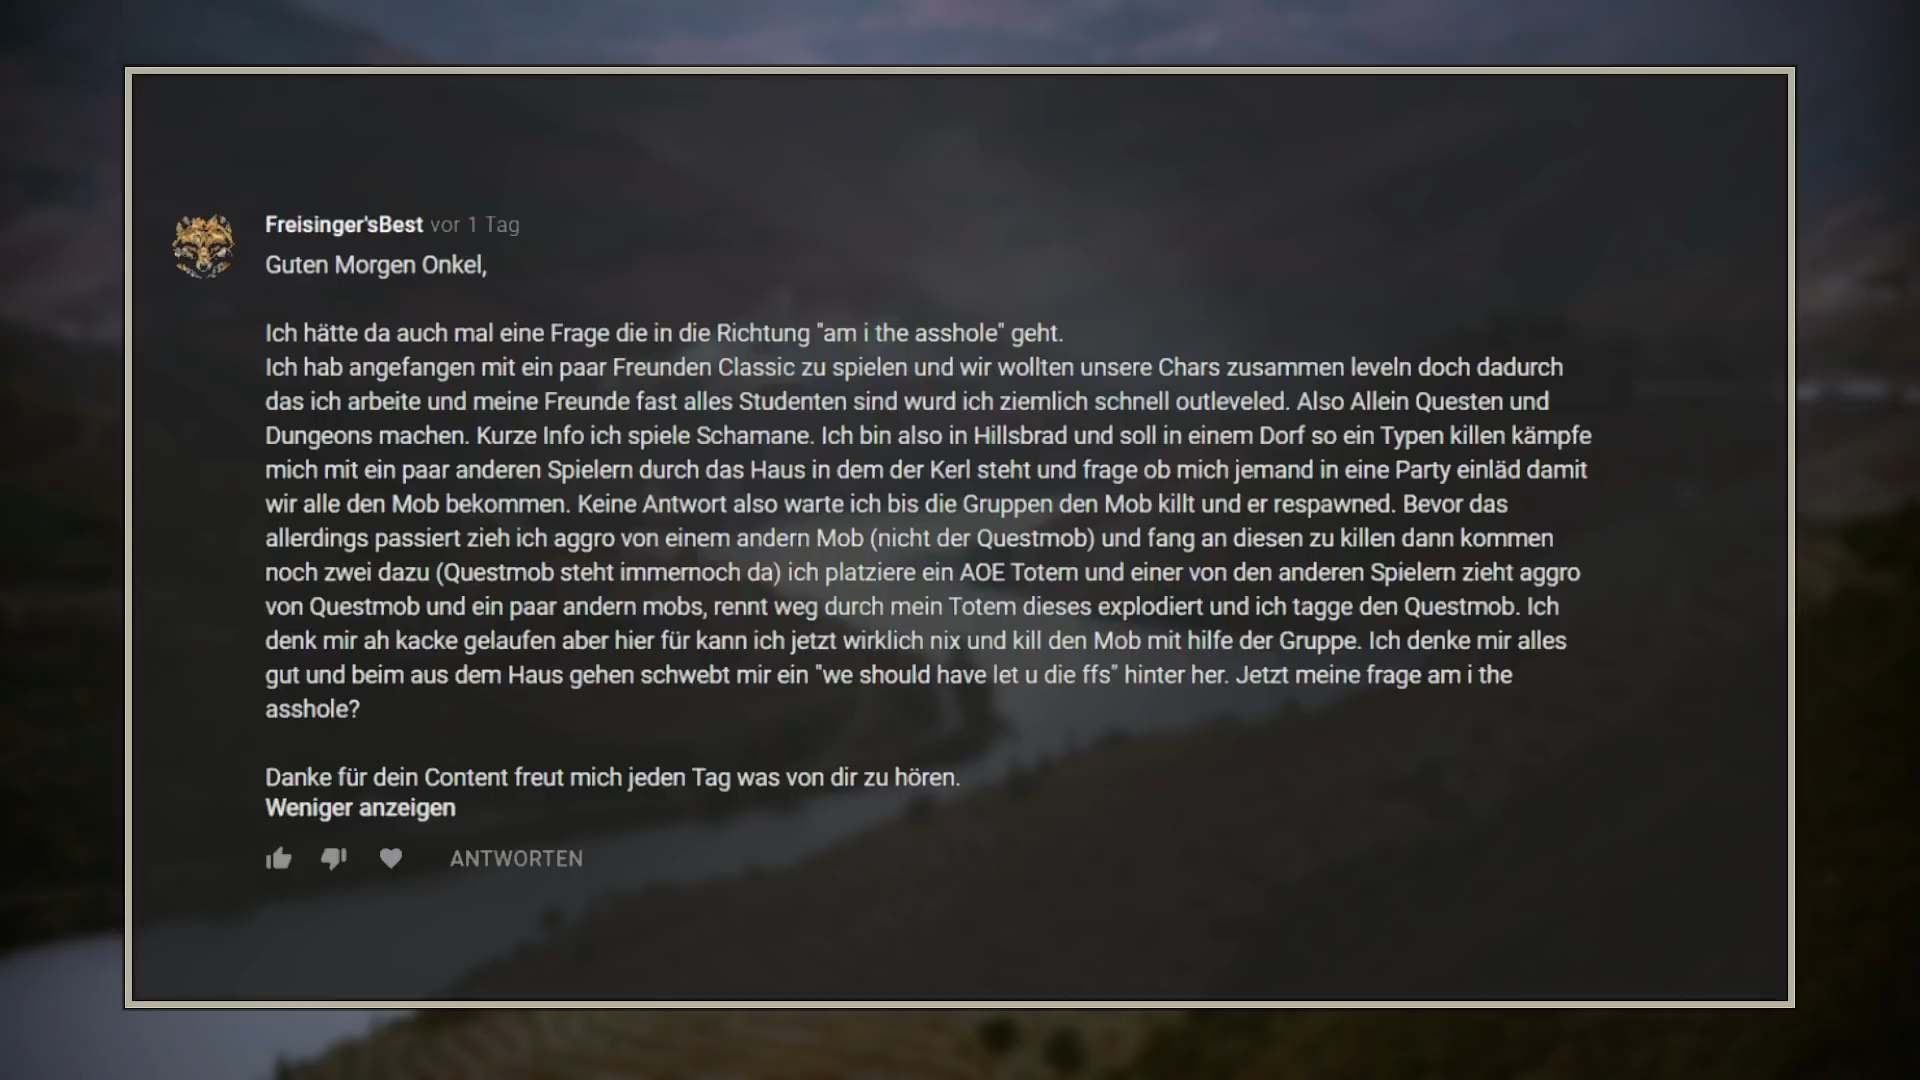 Freisinger'sBest vor 1 Tag
Guten Morgen Onkel,
Ich hätte da auch mal eine Frage die in die Richtung "am i the asshole" geht.
Ich hab angefangen mit ein paar Freunden Classic zu spielen und wir wollten unsere Chars zusammen leveln doch dadurch
das ich arbeite und meine Freunde fast alles Studenten sind wurd ich ziemlich schnell outleveled. Also Allein Questen und
Dungeons machen. Kurze Info ich spiele Schamane. Ich bin also in Hillsbrad und soll in einem Dorf so ein Typen killen kämpfe
mich mit ein paar anderen Spielern durch das Haus in dem der Kerl steht und frage ob mich jemand in eine Party einläd damit
wir alle den Mob bekommen. Keine Antwort also warte ich bis die Gruppen den Mob killt und er respawned. Bevor das
allerdings passiert zieh ich aggro von einem andern Mob (nicht der Questmob) und fang an diesen zu killen dann kommen
noch zwei dazu (Questmob steht immernoch da) ich platziere ein AOE Totem und einer von den anderen Spielern zieht aggro
von Questmob und ein paar andern mobs, rennt weg durch mein Totem dieses explodiert und ich tagge den Questmob. Ich
denk mir ah kacke gelaufen aber hier für kann ich jetzt wirklich nix und kill den Mob mit hilfe der Gruppe. Ich denke mir alles
gut und beim aus dem Haus gehen schwebt mir ein "we should have let u die ffs" hinter her. Jetzt meine frage am i the
asshole?
Danke für dein Content freut mich jeden Tag was von dir zu hören.
Weniger anzeigen
ANTWORTEN